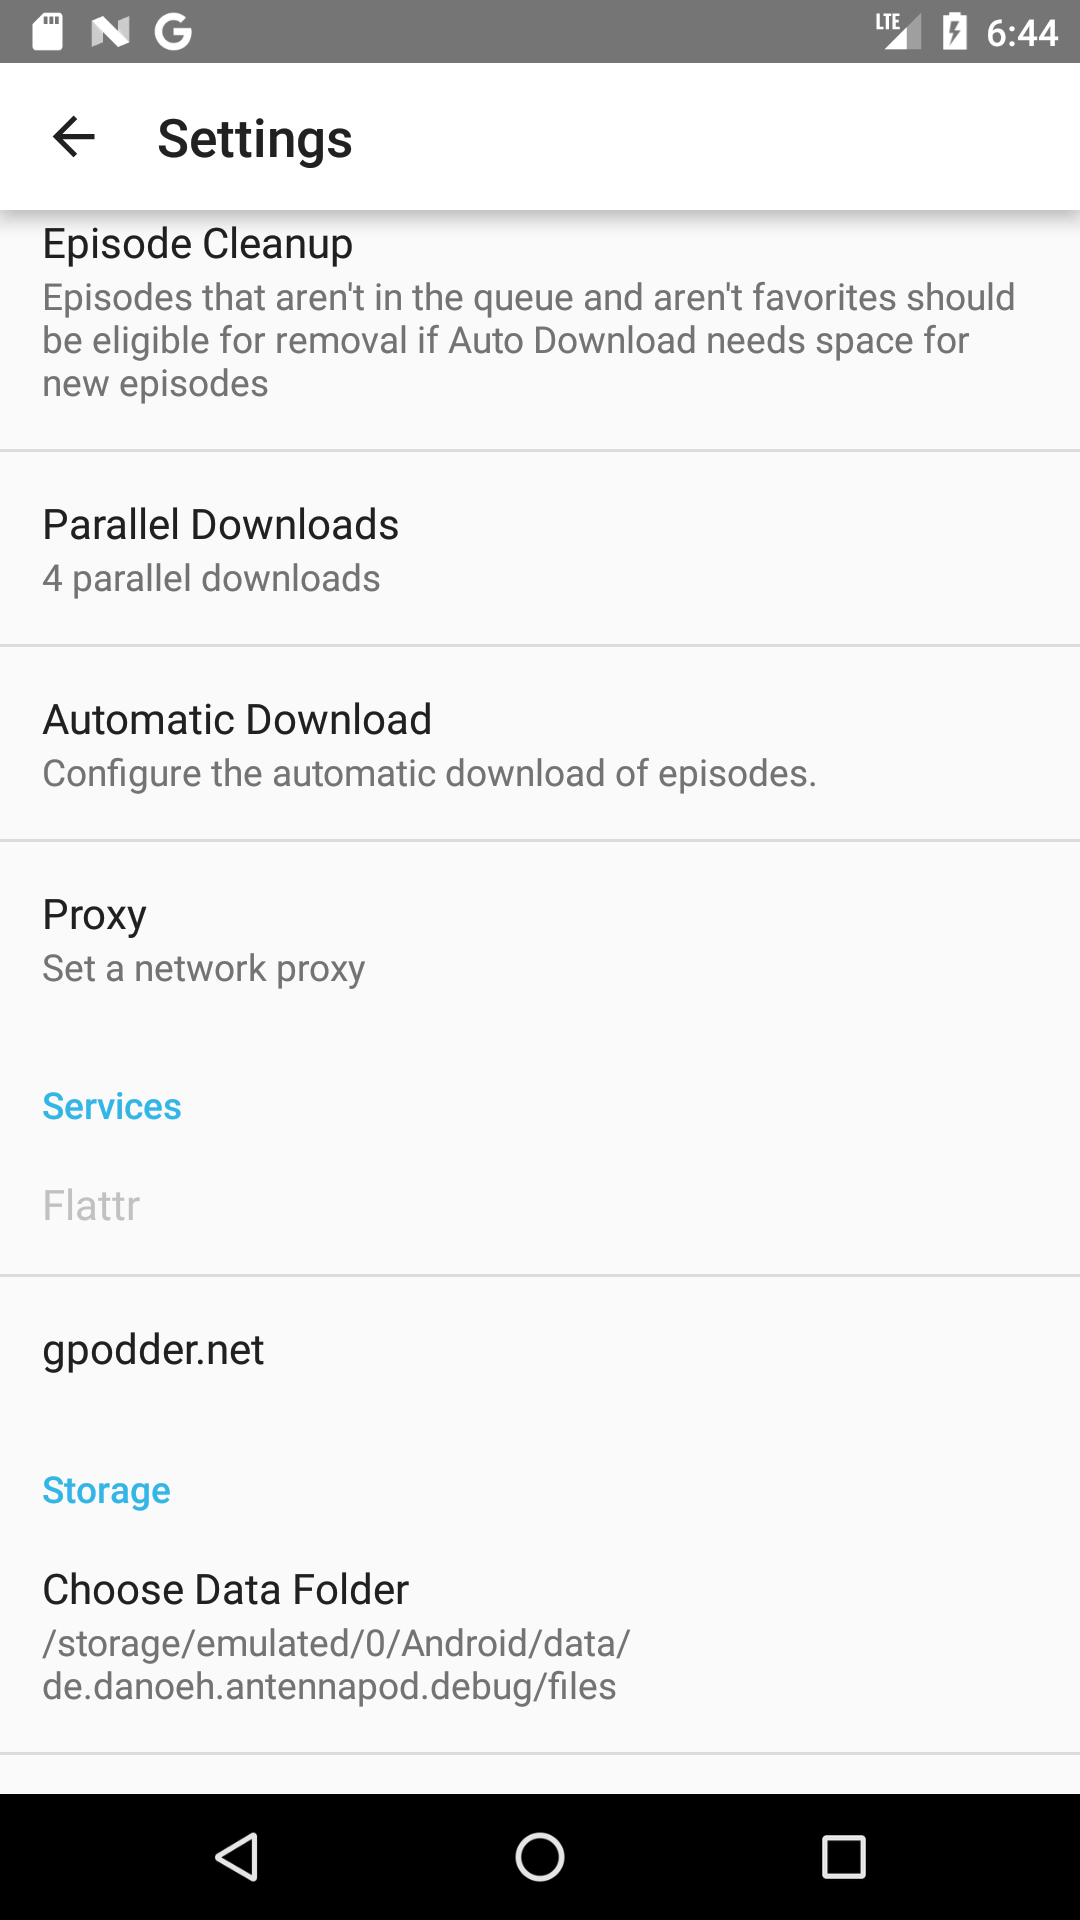 LTE 6:44
Settings
Episode Cleanup
Episodes that aren't in the queue and aren't favorites should
be eligible for removal if Auto Download needs space for
new episodes
Parallel Downloads
4 parallel downloads
Automatic Download
Configure the automatic download of episodes.
Proxy
Set a network proxy
Services
Flattr
gpodder.net
Storage
Choose Data Folder
/storage/emulated/0/Android/data/
de.danoeh.antennapod.debug/files